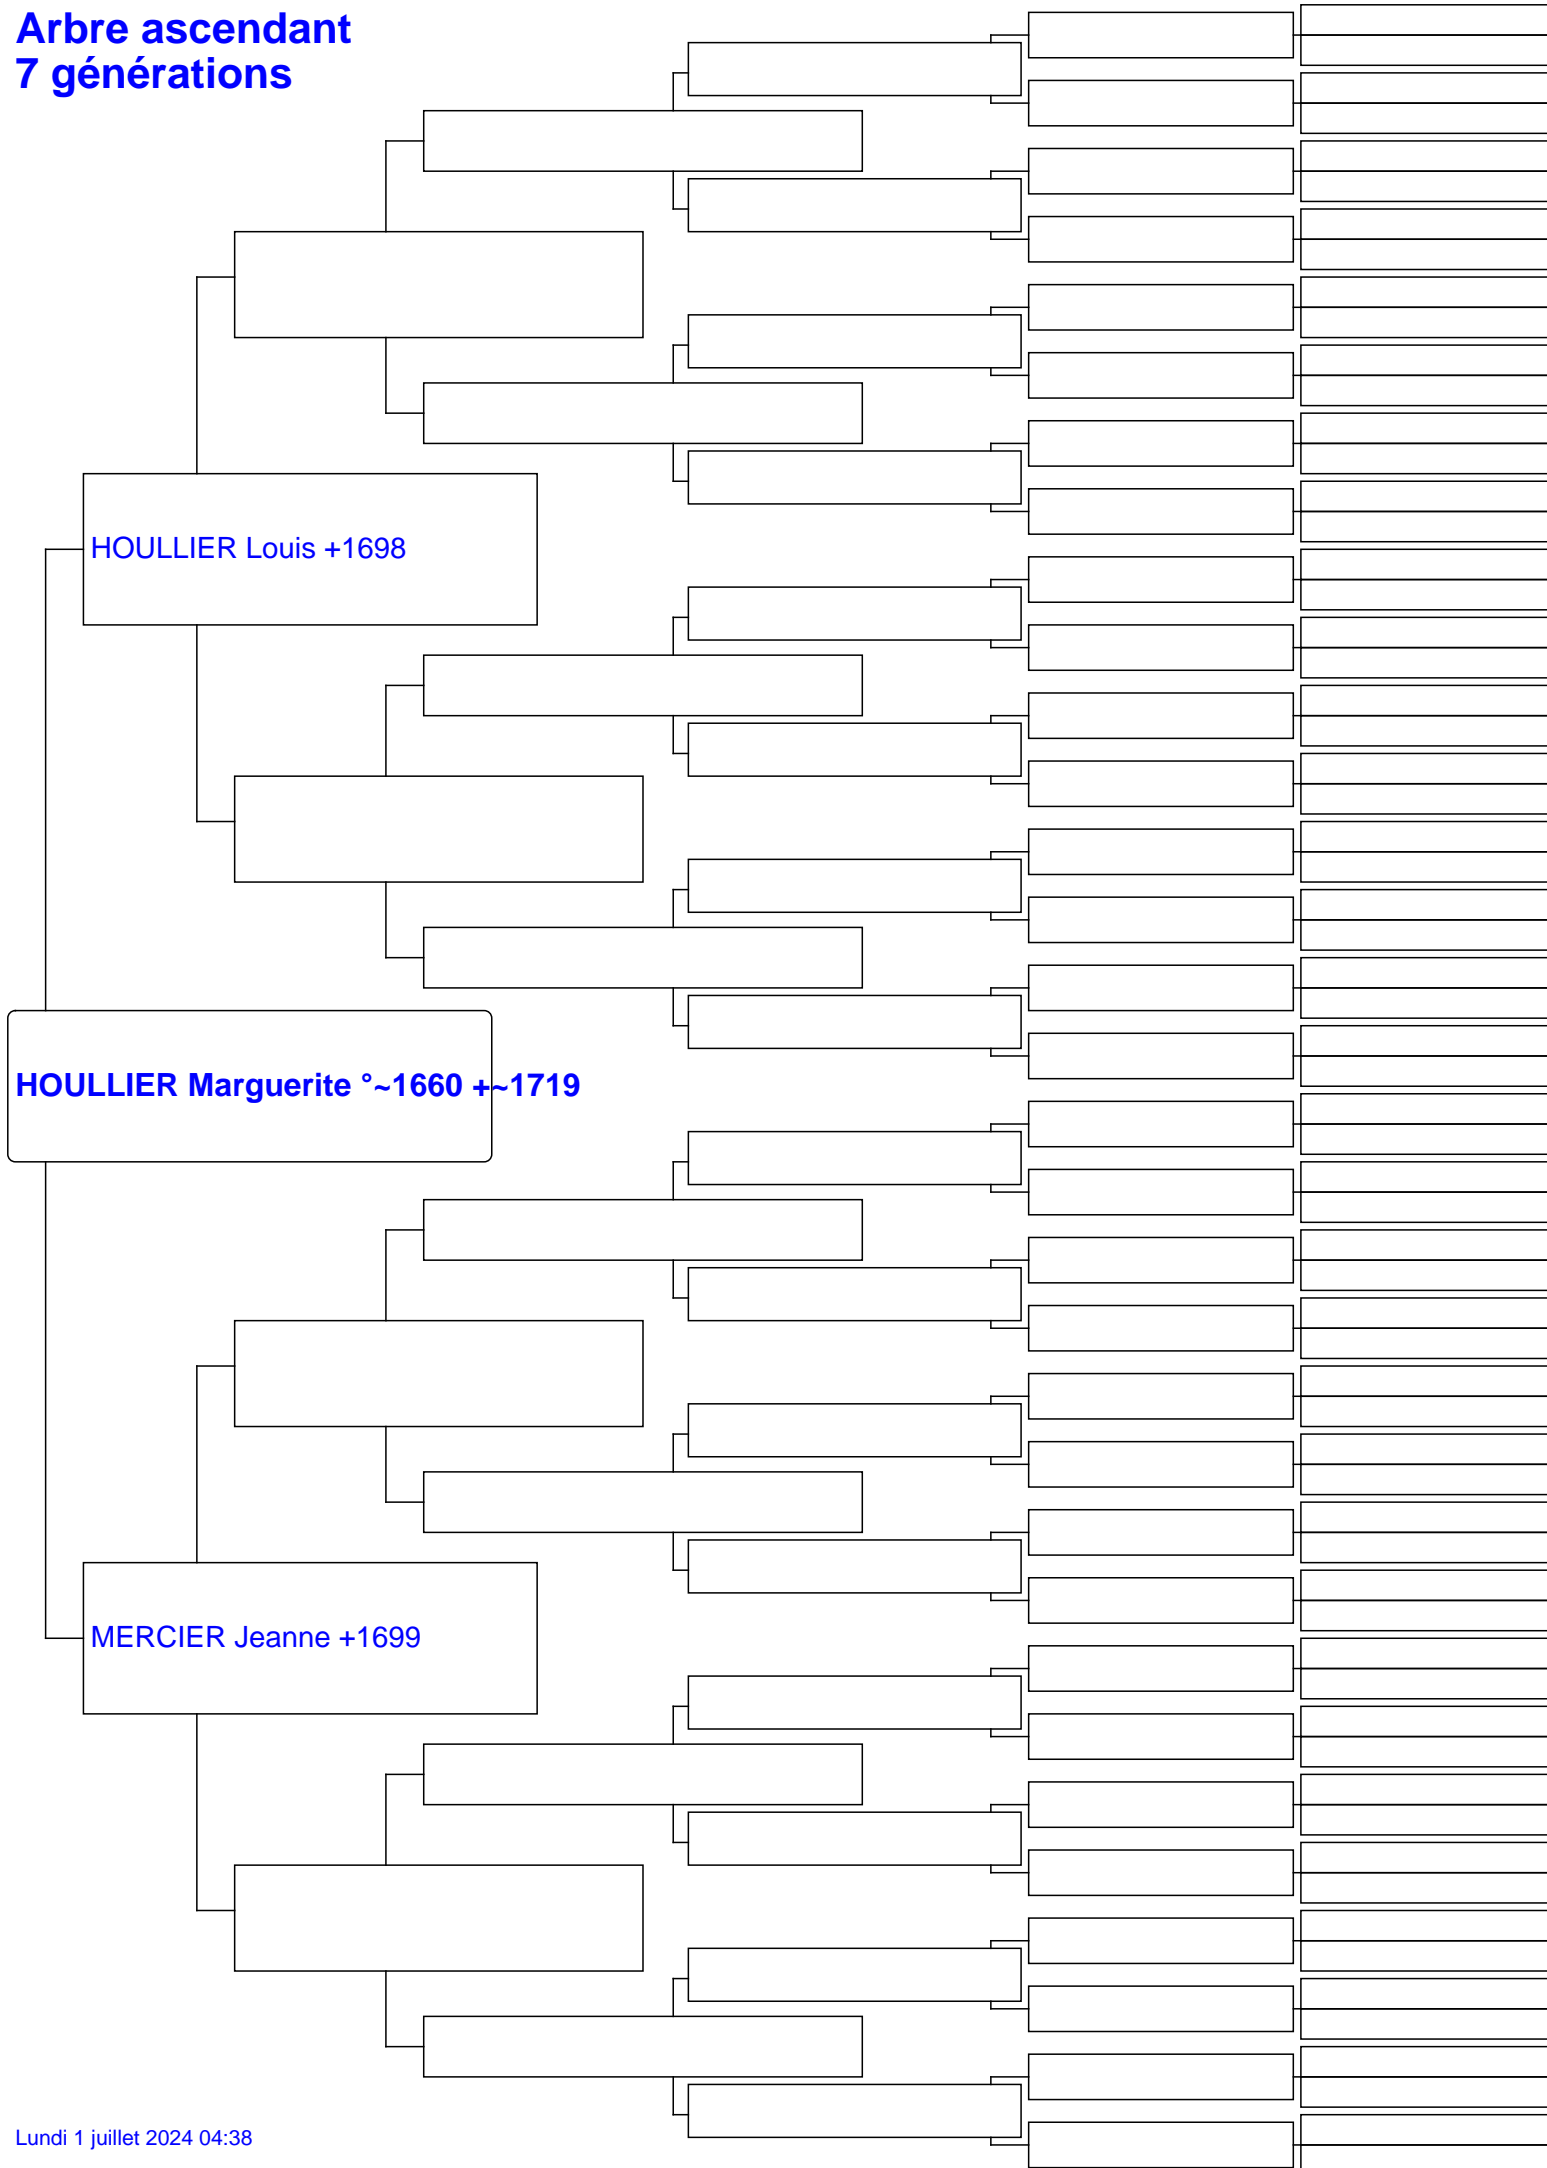 Arbre ascendant
7 générations
HOULLIER Louis +1698
HOULLIER Marguerite °~1660 +~1719
MERCIER Jeanne +1699
Lundi 1 juillet 2024 04:38